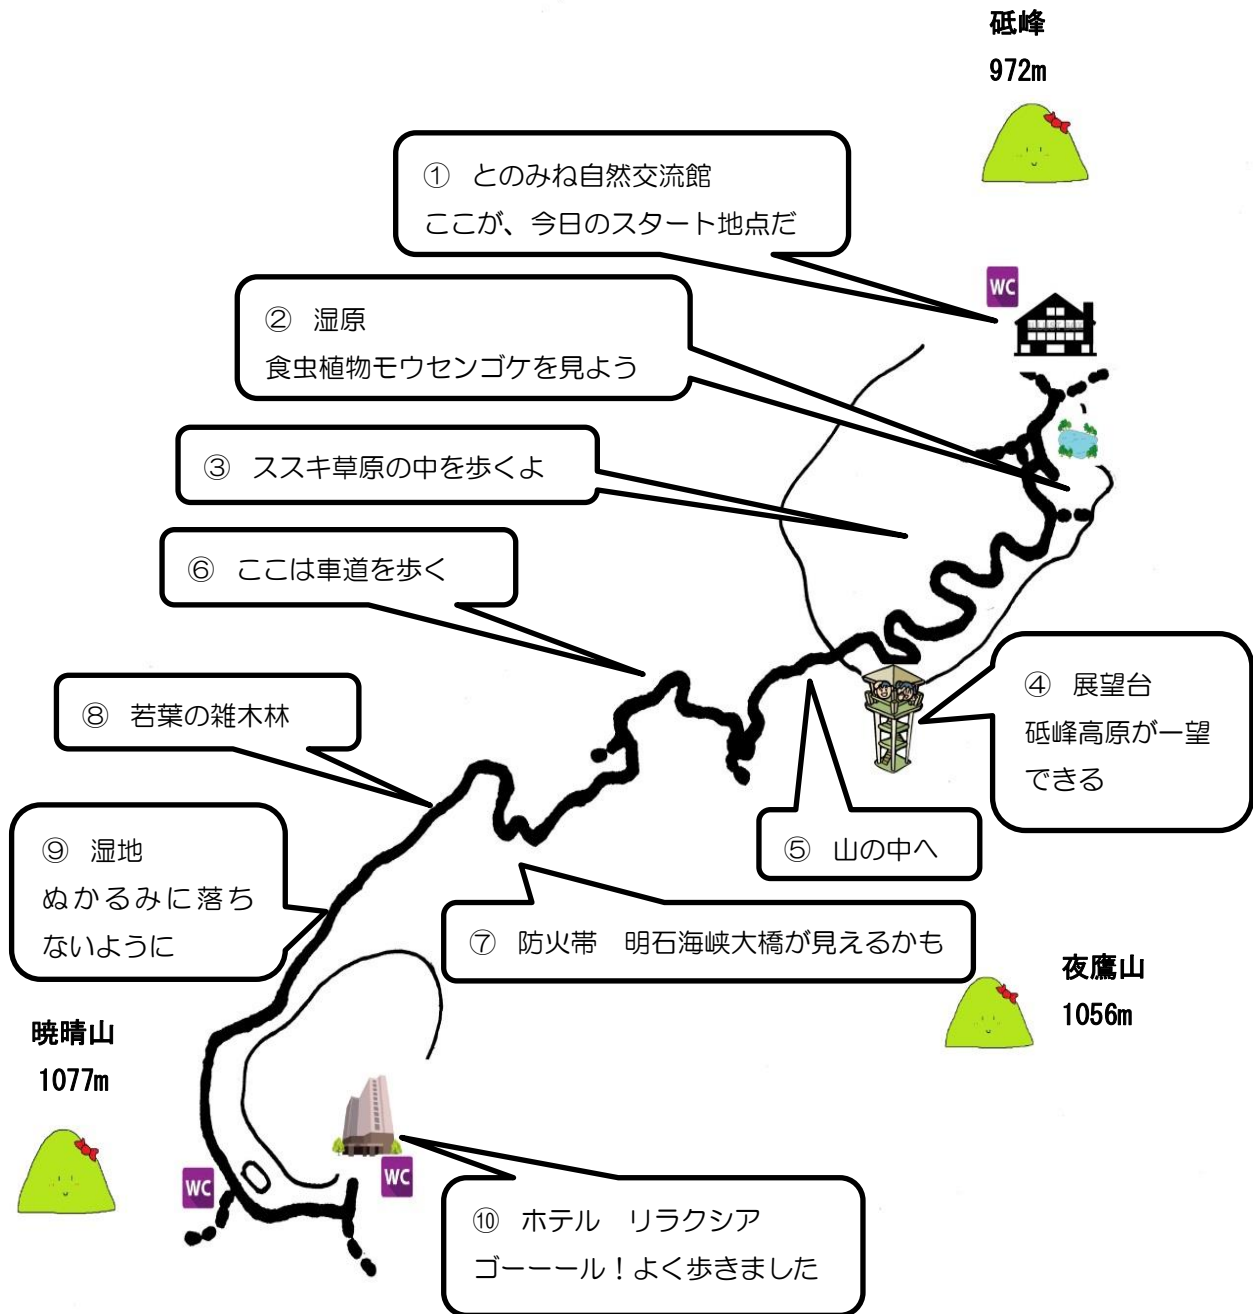 砥峰
972m
① とのみね自然交流館
ここが、今日のスタート地点だ
WC
② 湿原
食虫植物モウセンゴケを見よう
③ ススキ草原の中を歩くよ
⑥ ここは車道を歩く
④ 展望台
砥峰高原が一望
できる
⑧ 若葉の雑木林
⑤ 山の中へ
⑨ 湿地
ぬかるみに落ち
ないように
⑦ 防火帯 明石海峡大橋が見えるかも
夜鷹山
1056m
暁晴山
1077m
WC
WC
⑩ ホテル リラクシア
ゴーーール！よく歩きました